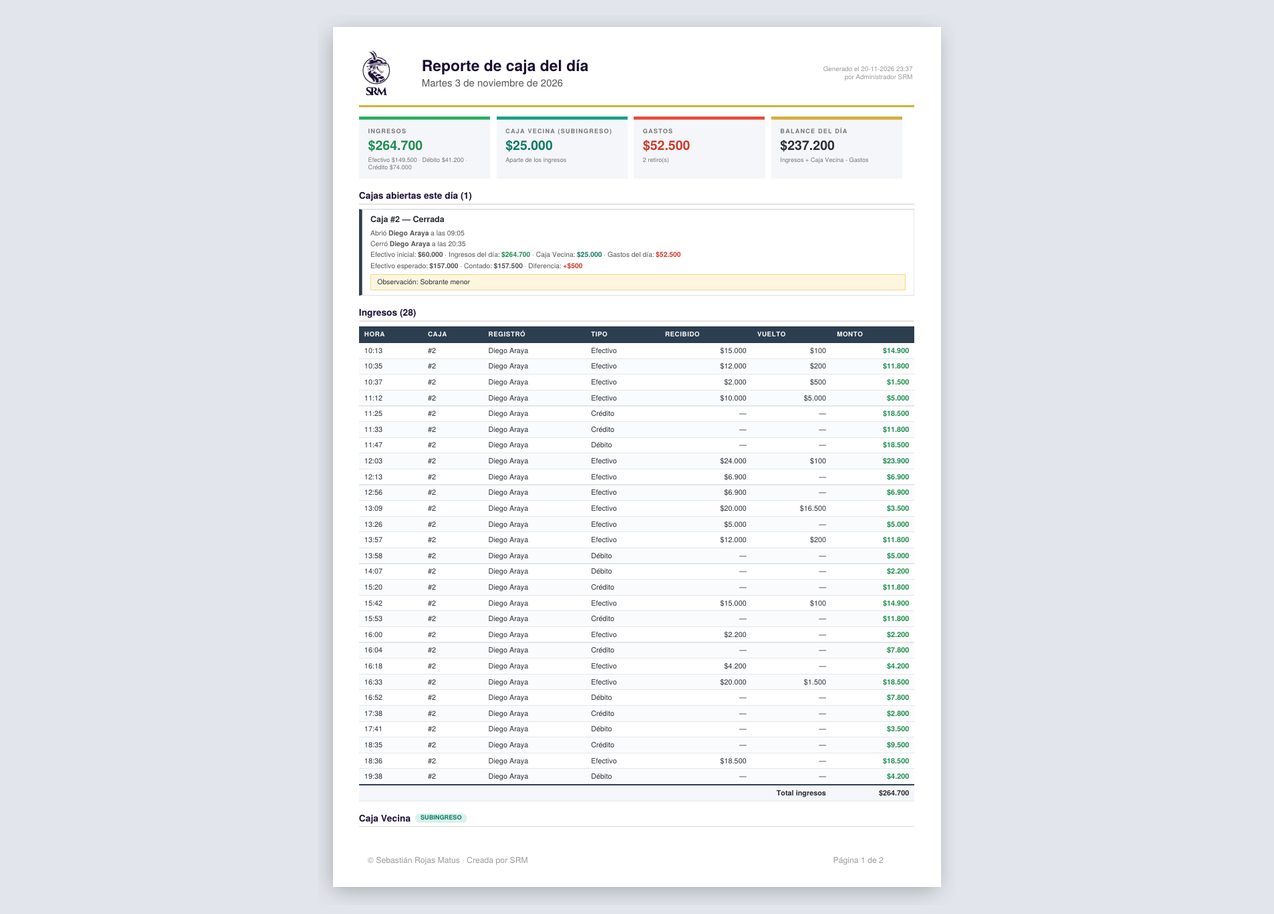 SRM
Reporte de caja del día
Martes 3 de noviembre de 2026
Generado el 20-11-2026 23:37
por Administrador SRM
INGRESOS
$264.700
Efectivo $149.500 · Débito $41.200 ·
Crédito $74.000
CAJA VECINA (SUBINGRESO)
$25.000
Aparte de los ingresos
GASTOS
$52.500
2 retiro(s)
BALANCE DEL DÍA
$237.200
Ingresos + Caja Vecina - Gastos
Cajas abiertas este día (1)
Caja #2 — Cerrada
Abrió Diego Araya a las 09:05
Cerró Diego Araya a las 20:35
Efectivo inicial: $60.000 · Ingresos del día: $264.700 · Caja Vecina: $25.000 · Gastos del día: $52.500
Efectivo esperado: $157.000 · Contado: $157.500 · Diferencia: +$500
Observación: Sobrante menor
Ingresos (28)
HORA CAJA REGISTRÓ TIPO RECIBIDO VUELTO MONTO
10:13 #2 Diego Araya Efectivo $15.000 $100 $14.900
10:35 #2 Diego Araya Efectivo $12.000 $200 $11.800
10:37 #2 Diego Araya Efectivo $2.000 $500 $1.500
11:12 #2 Diego Araya Efectivo $10.000 $5.000 $5.000
11:25 #2 Diego Araya Crédito — — $18.500
11:33 #2 Diego Araya Crédito — — $11.800
11:47 #2 Diego Araya Débito — — $18.500
12:03 #2 Diego Araya Efectivo $24.000 $100 $23.900
12:13 #2 Diego Araya Efectivo $6.900 — $6.900
12:56 #2 Diego Araya Efectivo $6.900 — $6.900
13:09 #2 Diego Araya Efectivo $20.000 $16.500 $3.500
13:26 #2 Diego Araya Efectivo $5.000 — $5.000
13:57 #2 Diego Araya Efectivo $12.000 $200 $11.800
13:58 #2 Diego Araya Débito — — $5.000
14:07 #2 Diego Araya Débito — — $2.200
15:20 #2 Diego Araya Crédito — — $11.800
15:42 #2 Diego Araya Efectivo $15.000 $100 $14.900
15:53 #2 Diego Araya Crédito — — $11.800
16:00 #2 Diego Araya Efectivo $2.200 — $2.200
16:04 #2 Diego Araya Crédito — — $7.800
16:18 #2 Diego Araya Efectivo $4.200 — $4.200
16:33 #2 Diego Araya Efectivo $20.000 $1.500 $18.500
16:52 #2 Diego Araya Débito — — $7.800
17:38 #2 Diego Araya Crédito — — $2.800
17:41 #2 Diego Araya Débito — — $3.500
18:35 #2 Diego Araya Crédito — — $9.500
18:36 #2 Diego Araya Efectivo $18.500 — $18.500
19:38 #2 Diego Araya Débito — — $4.200
Total ingresos $264.700
Caja Vecina SUBINGRESO
© Sebastián Rojas Matus · Creada por SRM
Página 1 de 2